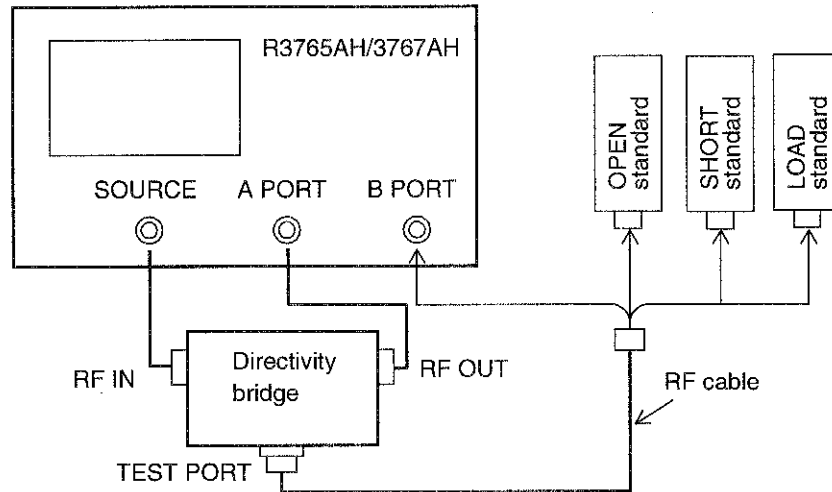 R3765AH/3767AH
SOURCE
A PORT
B PORT
OPEN
standard
SHORT
standard
LOAD
standard
RF IN
Directivity
bridge
RF OUT
RF cable
TEST PORT